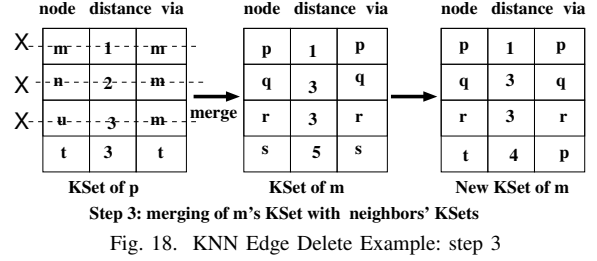 node distance via node distance via node distance via
X m 1 m p 1 p p 1 p
X n 2 m q 3 q q 3 q
X u 3 m r 3 r r 3 r
merge
t 3 t s 5 s t 4 p
KSet of p KSet of m New KSet of m
Step 3: merging of m's KSet with neighbors' KSets
Fig. 18. KNN Edge Delete Example: step 3